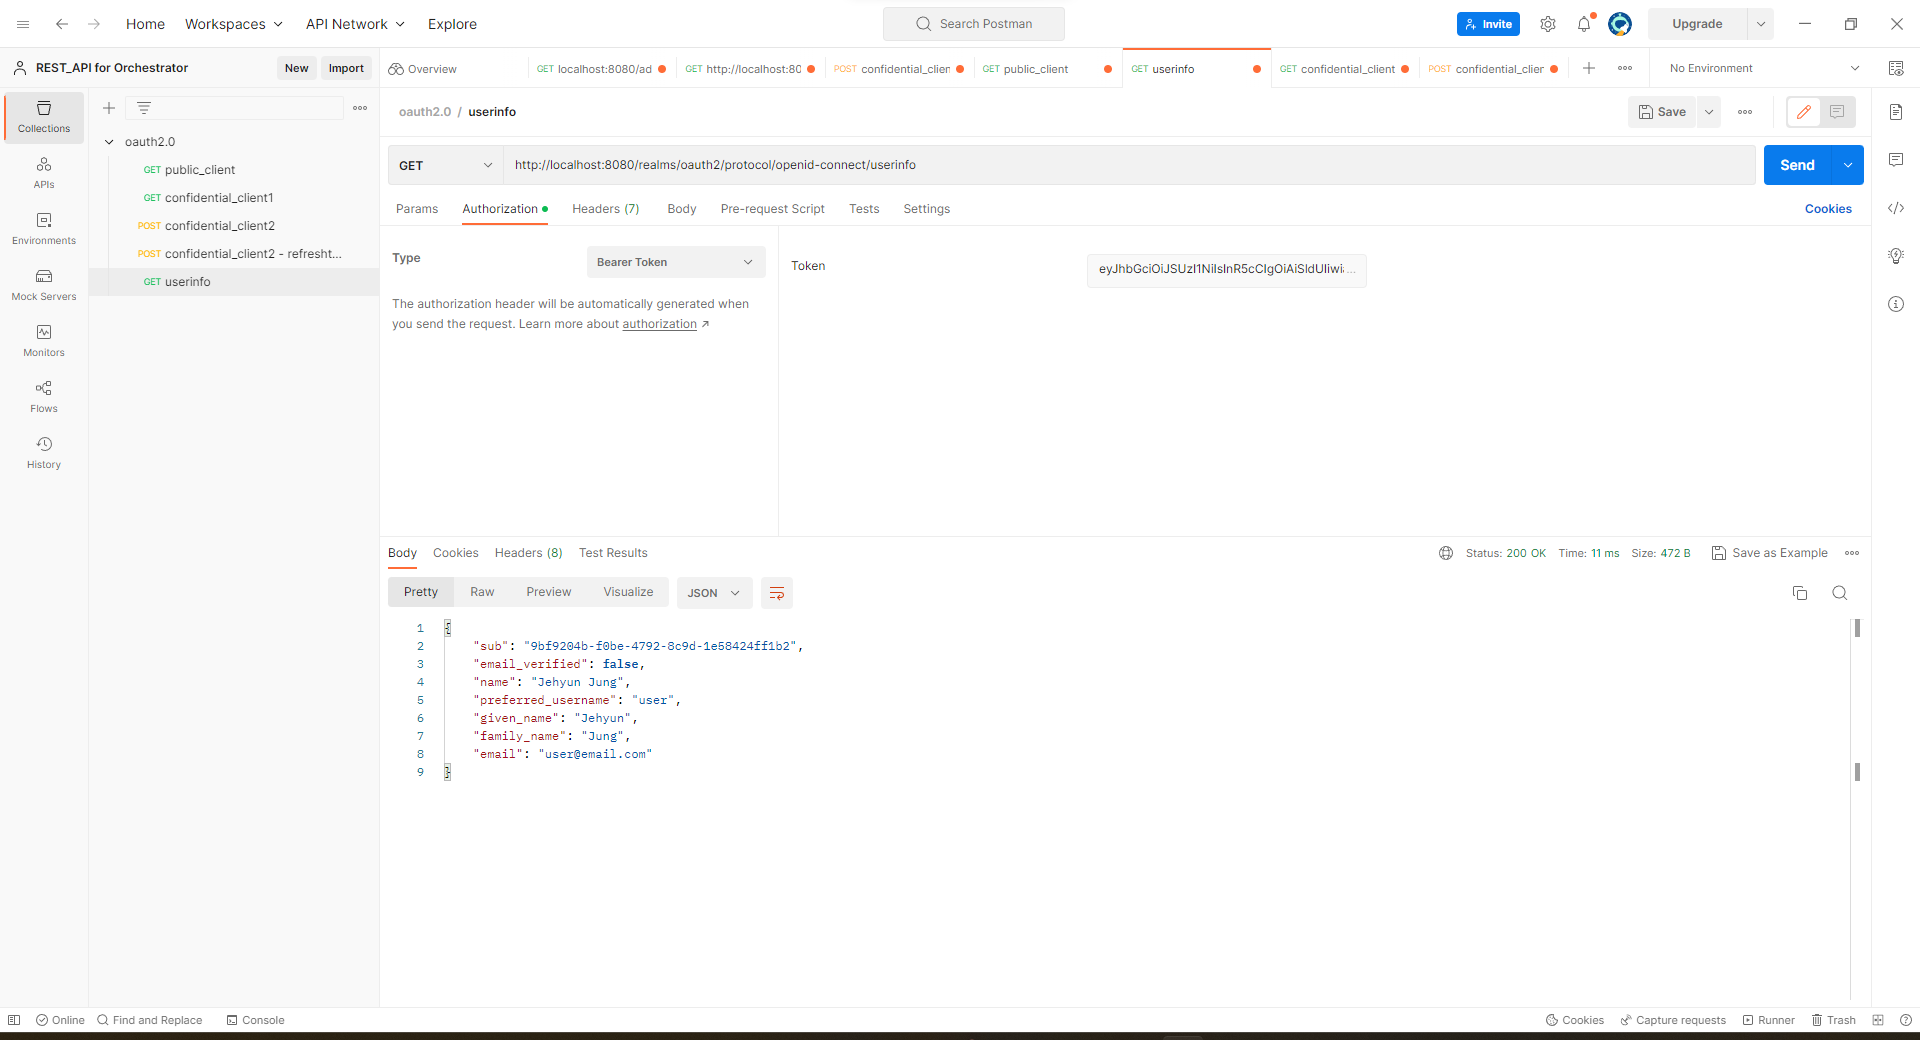 Home Workspaces API Network Explore Search Postman Invite Upgrade
REST_API for Orchestrator New Import
Overview GET localhost:8080/ad GET http://localhost:80 POST confidential_clien GET public_client GET userinfo GET confidential_client POST confidential_clien No Environment
Collections
APIs
Environments
Mock Servers
Monitors
Flows
History
oauth2.0
GET public_client
GET confidential_client1
POST confidential_client2
POST confidential_client2 - refresht...
GET userinfo
oauth2.0 / userinfo Save
GET http://localhost:8080/realms/oauth2/protocol/openid-connect/userinfo Send
Params Authorization Headers (7) Body Pre-request Script Tests Settings Cookies
Type Bearer Token
The authorization header will be automatically generated when
you send the request. Learn more about authorization ↗
Token eyJhbGciOiJSUzI1NiIsInR5cCIgOiAiSldUIiwi...
Body Cookies Headers (8) Test Results Status: 200 OK Time: 11 ms Size: 472 B Save as Example
Pretty Raw Preview Visualize JSON
1 {
2 "sub": "9bf9204b-f0be-4792-8c9d-1e58424ff1b2",
3 "email_verified": false,
4 "name": "Jehyun Jung",
5 "preferred_username": "user",
6 "given_name": "Jehyun",
7 "family_name": "Jung",
8 "email": "user@email.com"
9 }
Online Find and Replace Console Cookies Capture requests Runner Trash